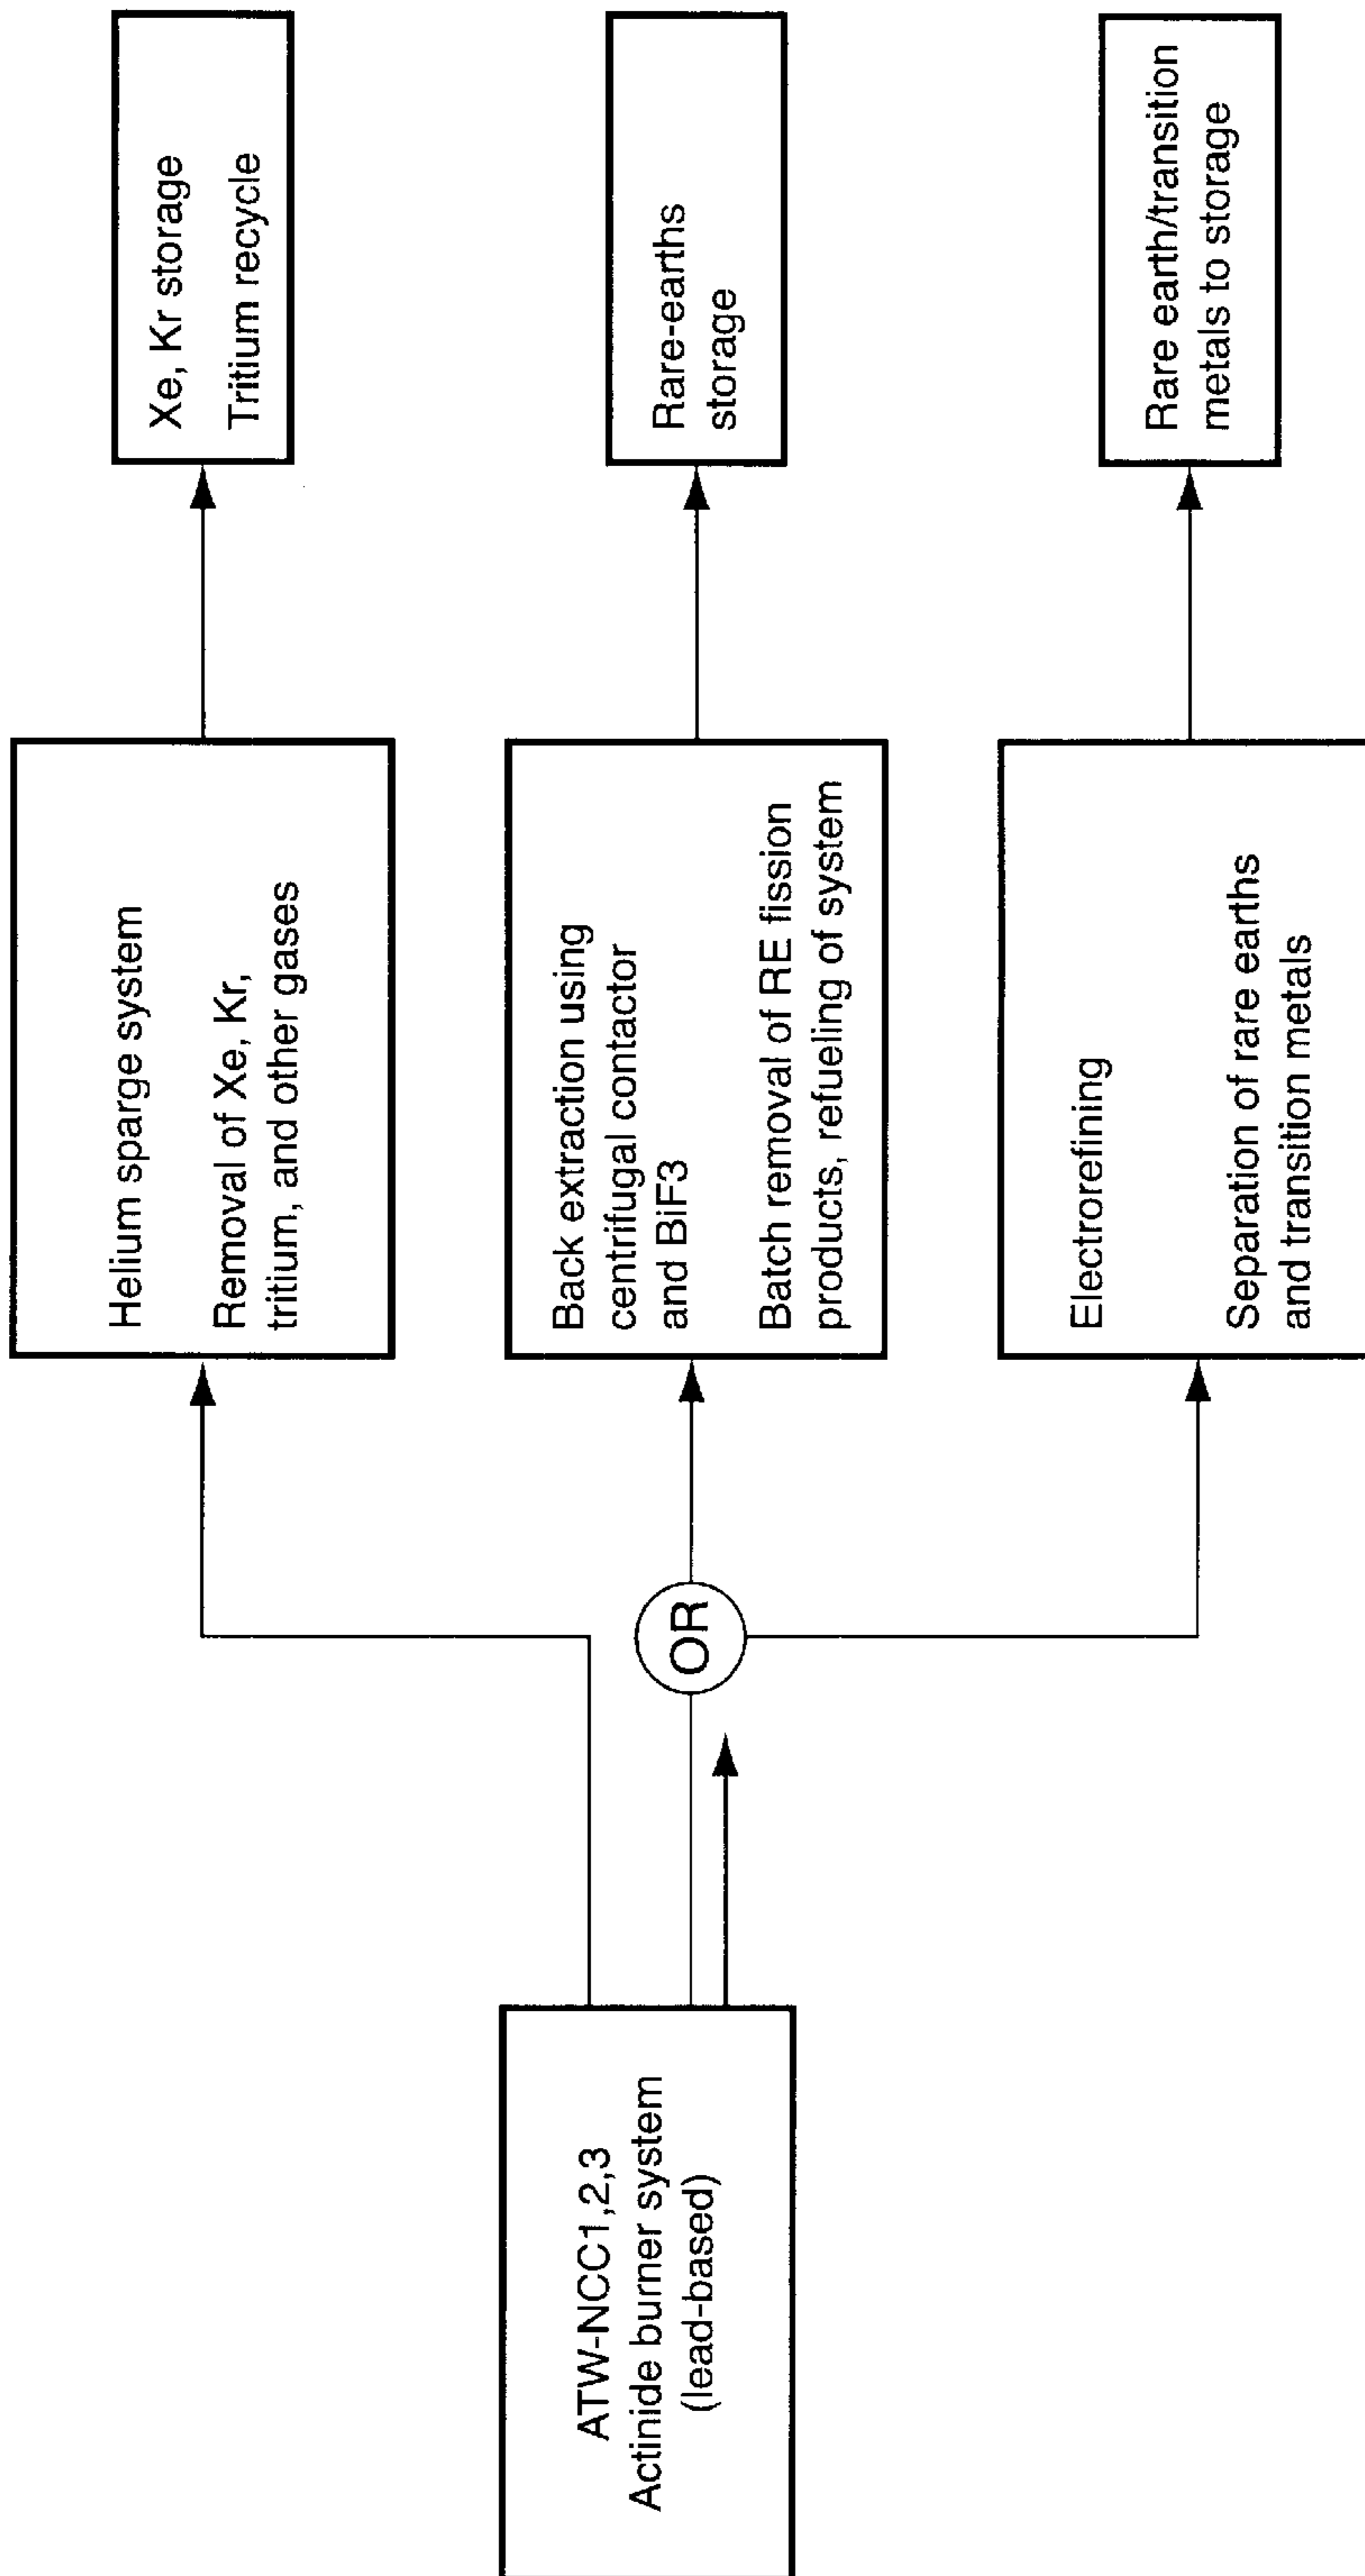 ATW-NCC1,2,3
Actinide burner system
(lead-based)
OR
Helium sparge system
Removal of Xe, Kr,
tritium, and other gases
Xe, Kr storage
Tritium recycle
Back extraction using
centrifugal contactor
and BiF3
Batch removal of RE fission
products, refueling of system
Rare-earths
storage
Electrorefining
Separation of rare earths
and transition metals
Rare earth/transition
metals to storage